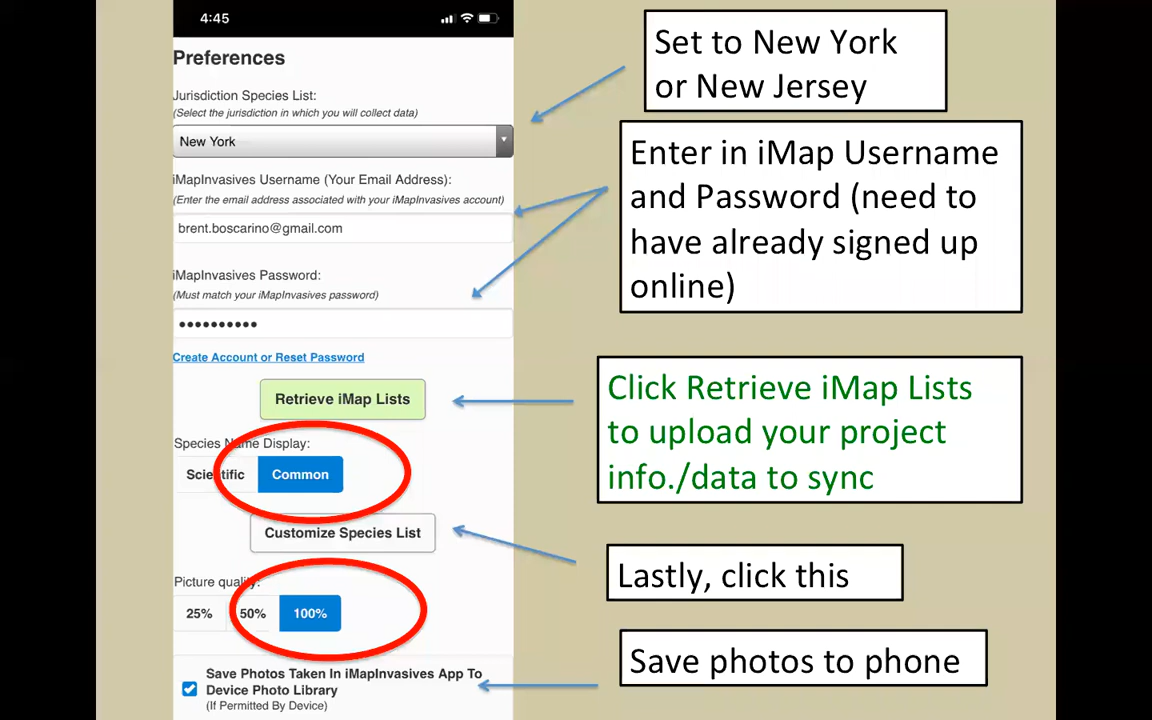 4:45
Preferences
Jurisdiction Species List:
(Select the jurisdiction in which you will collect data)
New York
iMapInvasives Username (Your Email Address):
(Enter the email address associated with your iMapInvasives account)
brent.boscarino@gmail.com
iMapInvasives Password:
(Must match your iMapInvasives password)
••••••••••
Create Account or Reset Password
Retrieve iMap Lists
Species Name Display:
Scientific Common
Customize Species List
Picture quality:
25% 50% 100%
Save Photos Taken In iMapInvasives App To
Device Photo Library
(If Permitted By Device)
Set to New York
or New Jersey
Enter in iMap Username
and Password (need to
have already signed up
online)
Click Retrieve iMap Lists
to upload your project
info./data to sync
Lastly, click this
Save photos to phone